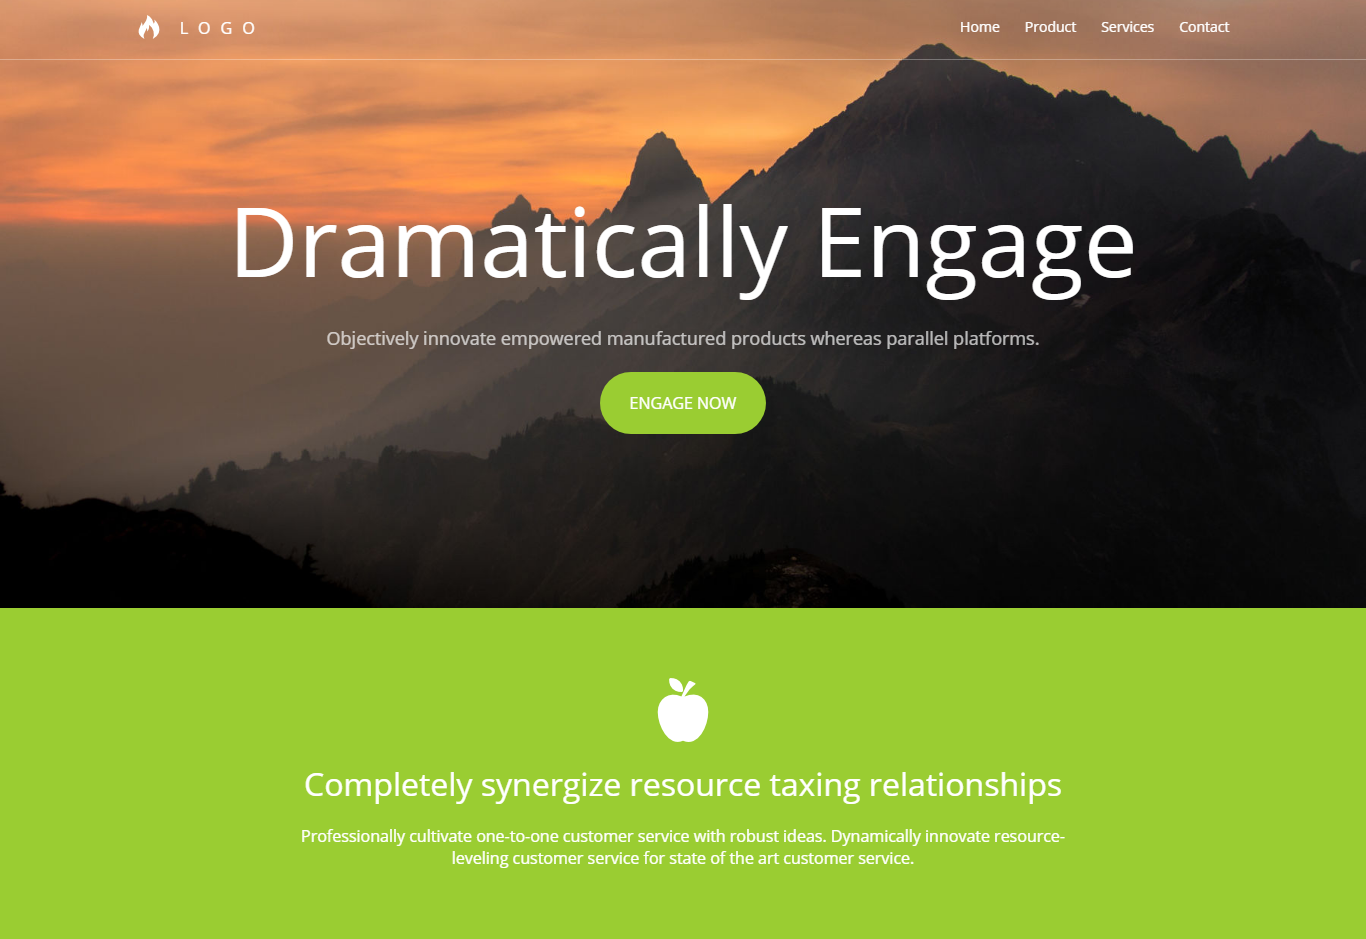 LOGO
Home Product Services Contact
Dramatically Engage
Objectively innovate empowered manufactured products whereas parallel platforms.
ENGAGE NOW
Completely synergize resource taxing relationships
Professionally cultivate one-to-one customer service with robust ideas. Dynamically innovate resource-
leveling customer service for state of the art customer service.